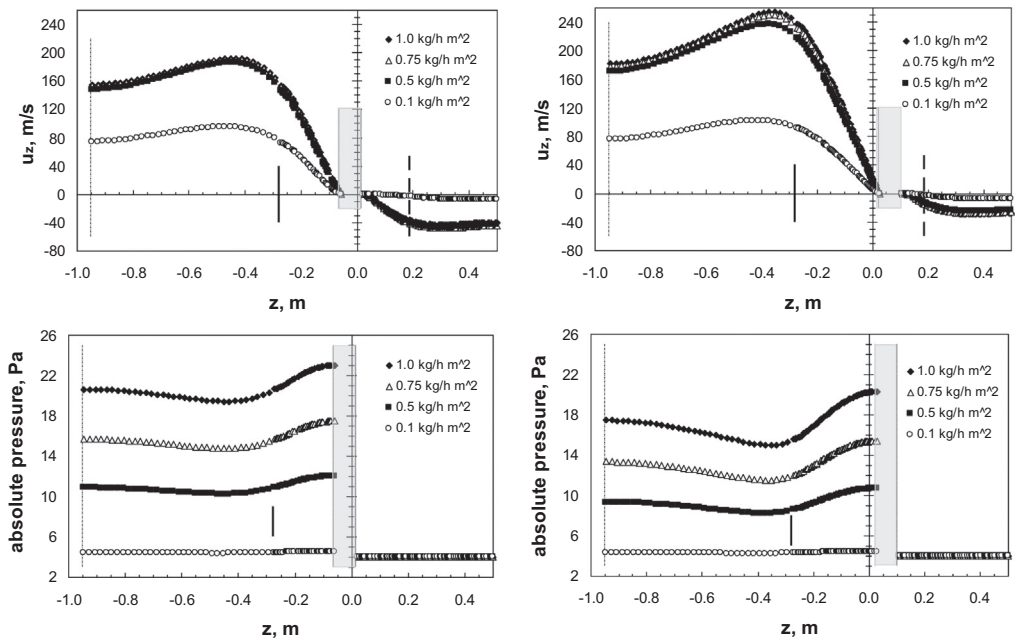 240
200
160
120
80
40
0
-40
-80
uz, m/s
1.0 kg/h m^2
0.75 kg/h m^2
0.5 kg/h m^2
0.1 kg/h m^2
-1.0 -0.8 -0.6 -0.4 -0.2 0.0 0.2 0.4
z, m
240
200
160
120
80
40
0
-40
-80
uz, m/s
1.0 kg/h m^2
0.75 kg/h m^2
0.5 kg/h m^2
0.1 kg/h m^2
-1.0 -0.8 -0.6 -0.4 -0.2 0.0 0.2 0.4
z, m
26
22
18
14
10
6
2
absolute pressure, Pa
1.0 kg/h m^2
0.75 kg/h m^2
0.5 kg/h m^2
0.1 kg/h m^2
-1.0 -0.8 -0.6 -0.4 -0.2 0.0 0.2 0.4
z, m
26
22
18
14
10
6
2
absolute pressure, Pa
1.0 kg/h m^2
0.75 kg/h m^2
0.5 kg/h m^2
0.1 kg/h m^2
-1.0 -0.8 -0.6 -0.4 -0.2 0.0 0.2 0.4
z, m